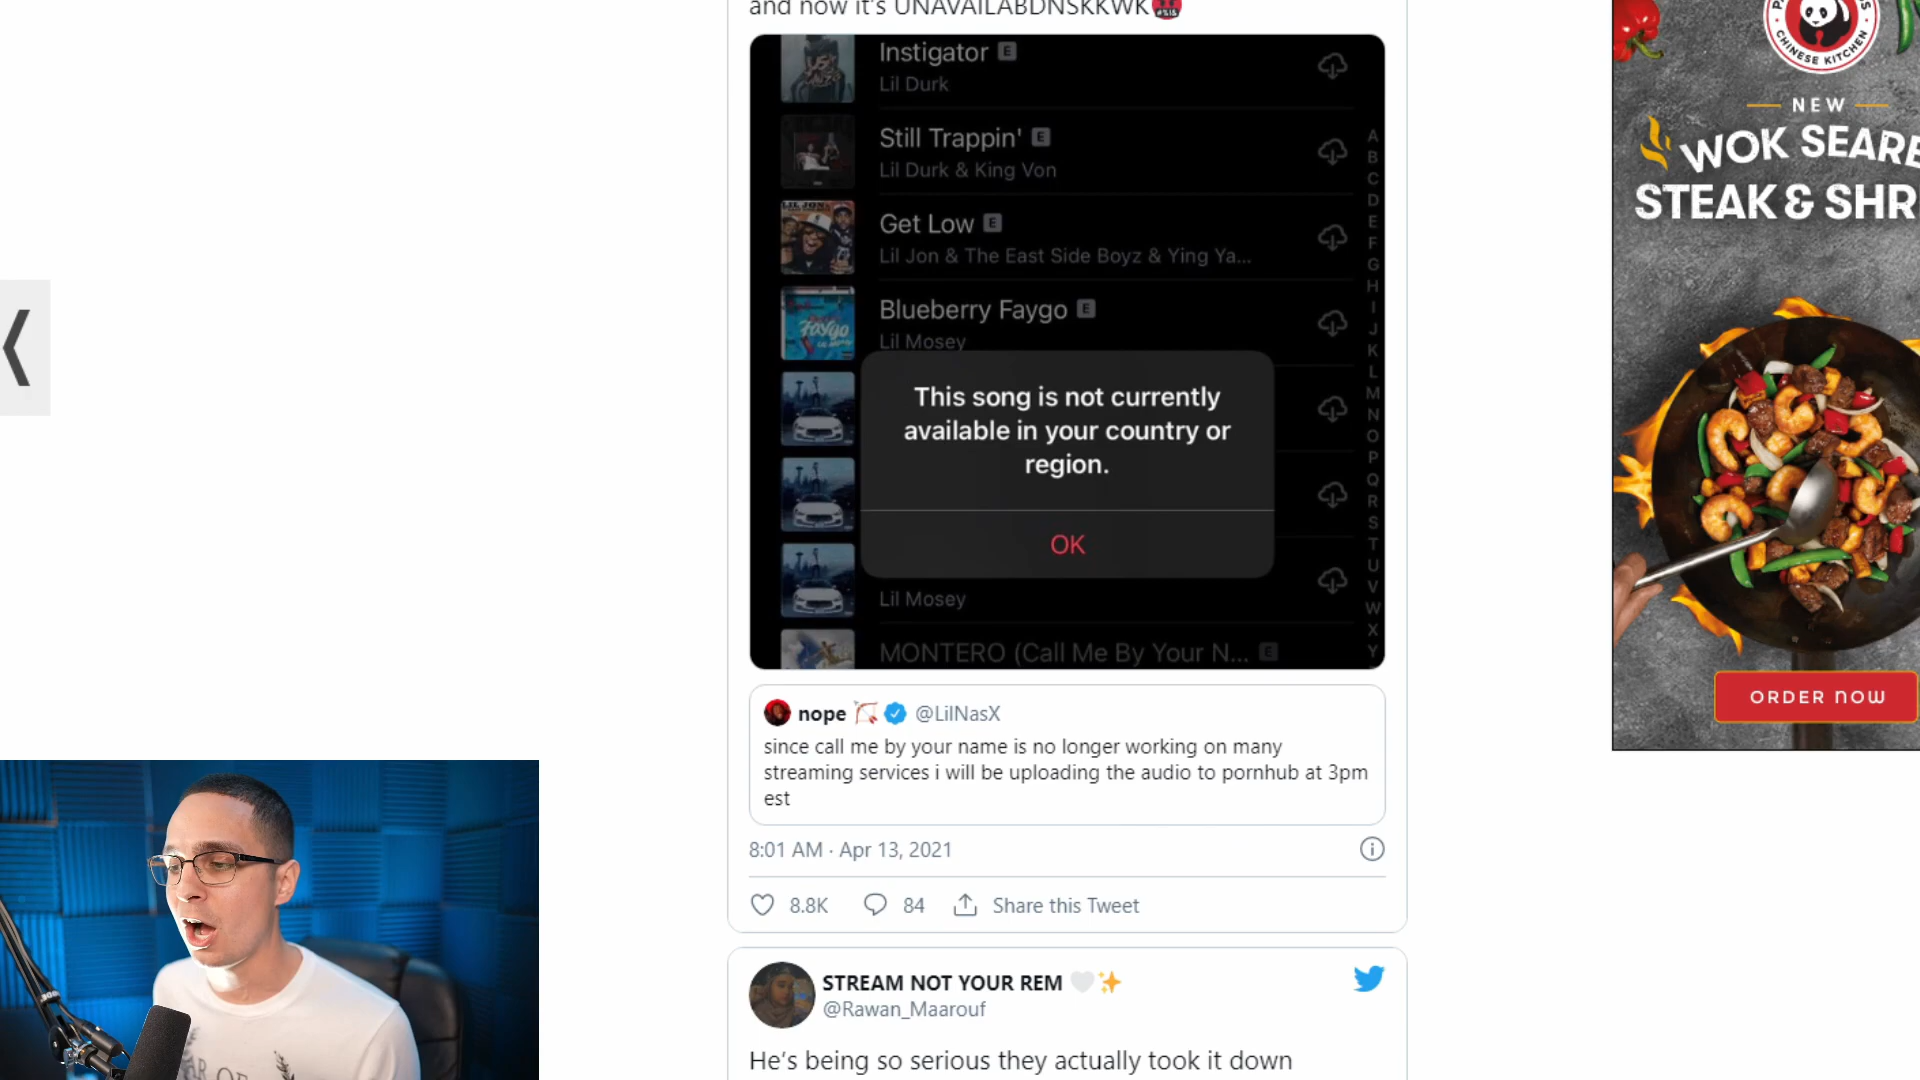 and now it's UNAVAILABDNSKKWK
Instigator E
Lil Durk
Still Trappin' E
Lil Durk & King Von
Get Low E
Lil Jon & The East Side Boyz & Ying Ya...
Blueberry Faygo E
Lil Mosey
This song is not currently
available in your country or
region.
OK
Lil Mosey
MONTERO (Call Me By Your N... E
A
B
C
D
E
F
G
H
I
J
K
L
M
N
O
P
Q
R
S
T
U
V
W
X
Y
LIL JON
Faygo
nope @LilNasX
since call me by your name is no longer working on many
streaming services i will be uploading the audio to pornhub at 3pm
est
8:01 AM · Apr 13, 2021
8.8K 84 Share this Tweet
STREAM NOT YOUR REM
@Rawan_Maarouf
He's being so serious they actually took it down
CHINESE KITCHEN
NEW
WOK SEARE
STEAK & SHR
ORDER NOW